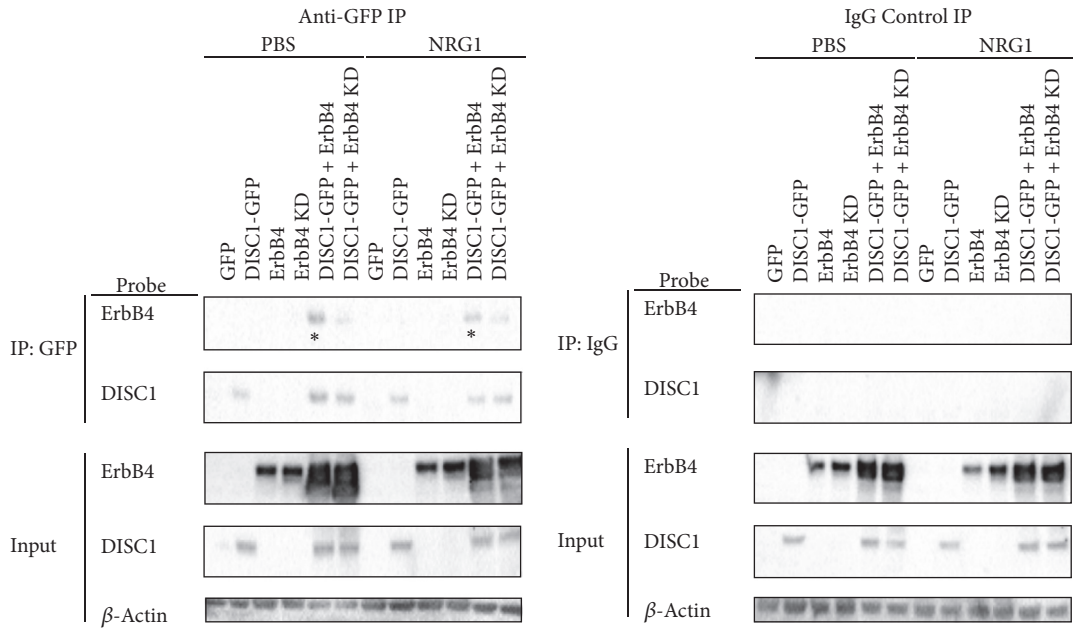 Anti-GFP IP
PBS NRG1
GFP
DISC1-GFP
ErbB4
ErbB4 KD
DISC1-GFP + ErbB4
DISC1-GFP + ErbB4 KD
GFP
DISC1-GFP
ErbB4
ErbB4 KD
DISC1-GFP + ErbB4
DISC1-GFP + ErbB4 KD
Probe
IP: GFP
ErbB4
* *
DISC1
Input
ErbB4
DISC1
β-Actin
IgG Control IP
PBS NRG1
GFP
DISC1-GFP
ErbB4
ErbB4 KD
DISC1-GFP + ErbB4
DISC1-GFP + ErbB4 KD
GFP
DISC1-GFP
ErbB4
ErbB4 KD
DISC1-GFP + ErbB4
DISC1-GFP + ErbB4 KD
Probe
IP: IgG
ErbB4
DISC1
Input
ErbB4
DISC1
β-Actin